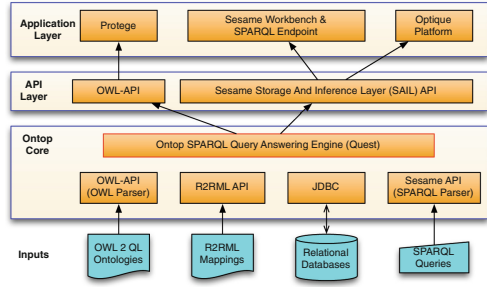 Application
Layer
Protege
Sesame Workbench &
SPARQL Endpoint
Optique
Platform
API
Layer
OWL-API
Sesame Storage And Inference Layer (SAIL) API
Ontop
Core
Ontop SPARQL Query Answering Engine (Quest)
OWL-API
(OWL Parser)
R2RML API
JDBC
Sesame API
(SPARQL Parser)
Inputs
OWL 2 QL
Ontologies
R2RML
Mappings
Relational
Databases
SPARQL
Queries